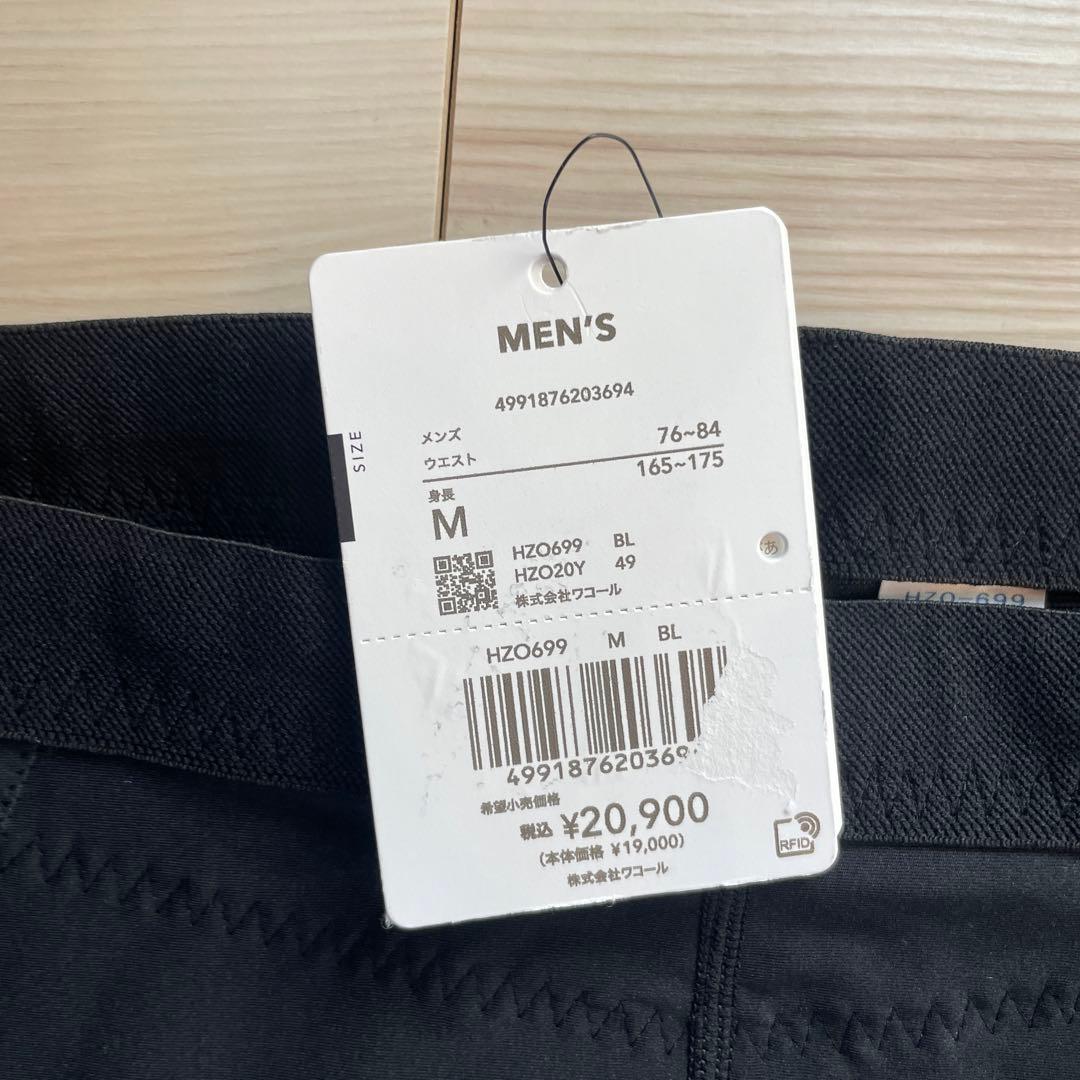 MEN'S
4991876203694
SIZE
メンズ
ウエスト 76~84
身長 165~175
M
HZO699 BL
HZO20Y 49
株式会社ワコール
あ
HZO-699
HZO699 M BL
499187620369
希望小売価格
税込 ¥20,900
(本体価格 ¥19,000)
株式会社ワコール
RFID